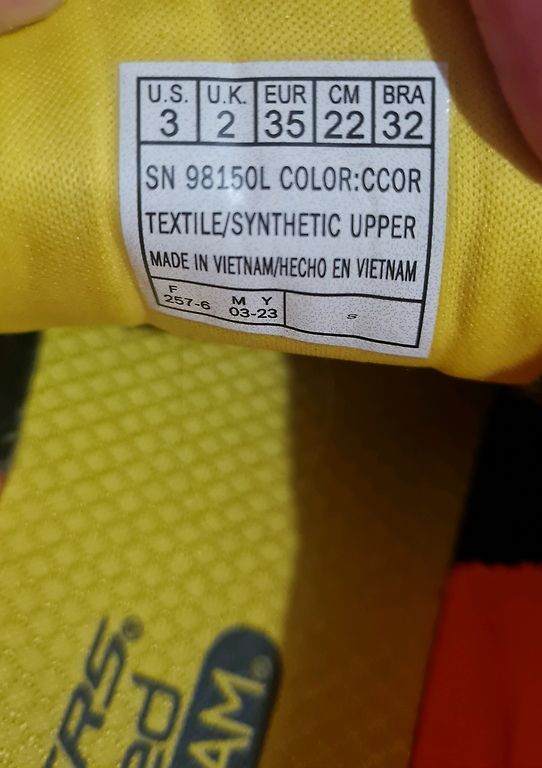 U.S. U.K. EUR CM BRA
3 2 35 22 32
SN 98150L COLOR:CCOR
TEXTILE/SYNTHETIC UPPER
MADE IN VIETNAM/HECHO EN VIETNAM
F M Y
257-6 03-23
s